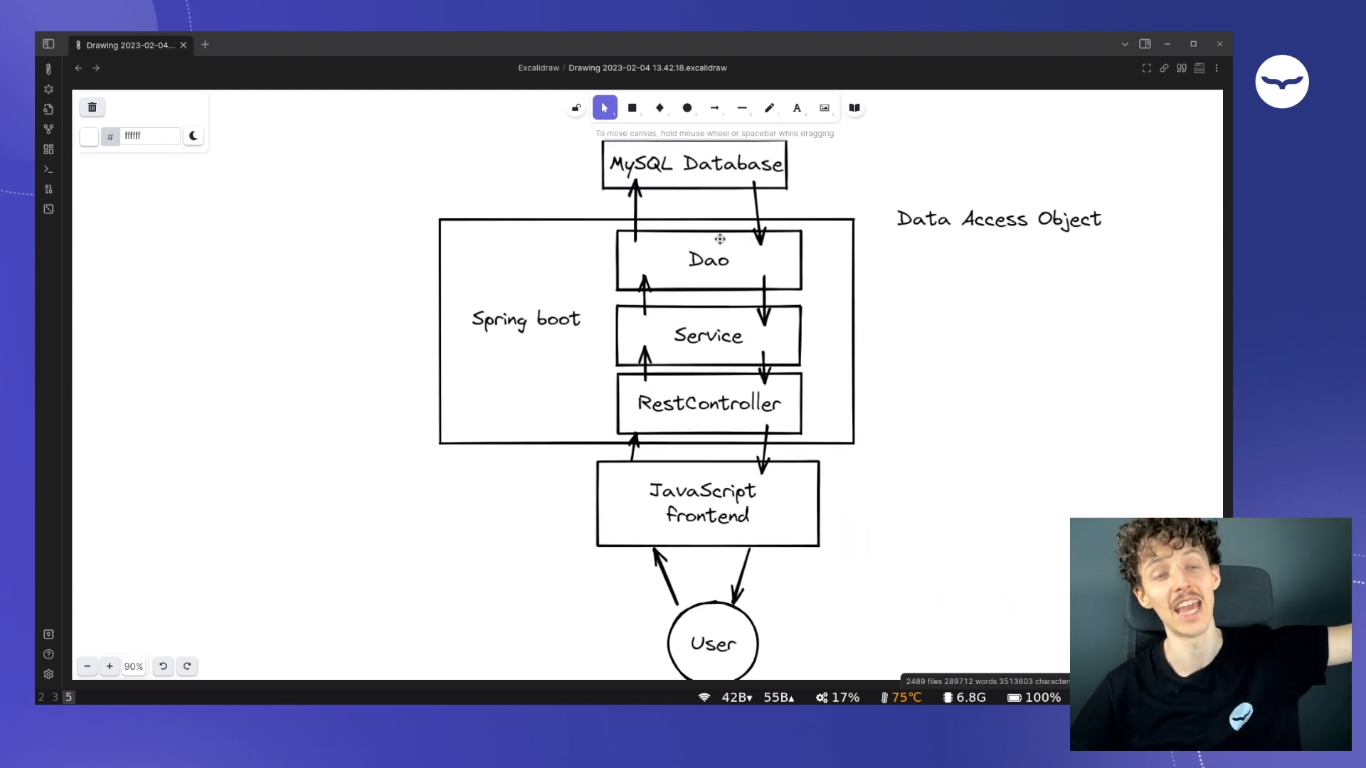 Drawing 2023-02-04...
Excalidraw / Drawing 2023-02-04 13.42.18.excalidraw
# ffffff
A
To move canvas, hold mouse wheel or spacebar while dragging
MySQL Database
Data Access Object
Dao
Spring boot
Service
RestController
JavaScript
frontend
User
90%
2489 files 289712 words 3513603 characters
2 3 5
42B 55B 17% 75℃ 6.8G 100%